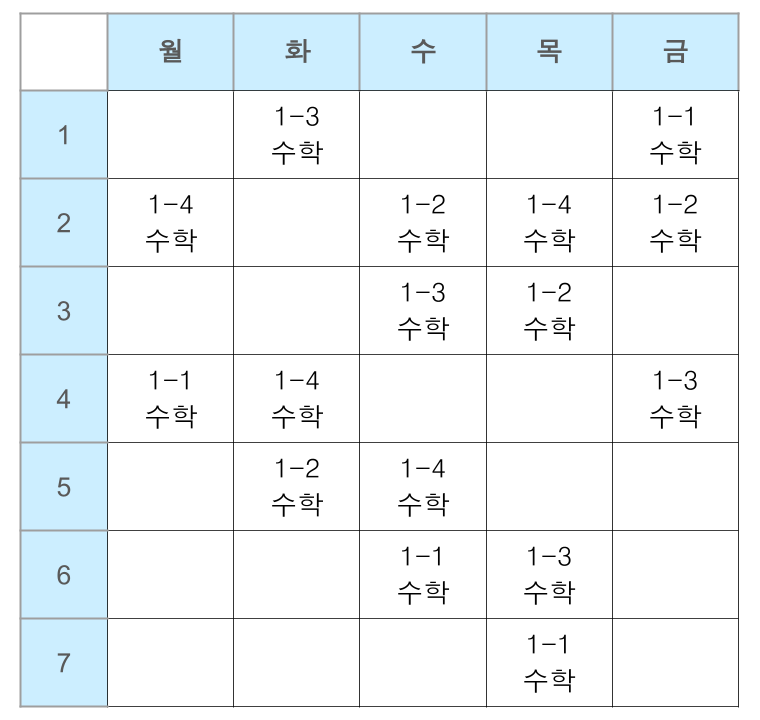 월 화 수 목 금
1 1-3 1-1
수학 수학
2 1-4 1-2 1-4 1-2
수학 수학 수학 수학
3 1-3 1-2
수학 수학
4 1-1 1-4 1-3
수학 수학 수학
5 1-2 1-4
수학 수학
6 1-1 1-3
수학 수학
7 1-1
수학